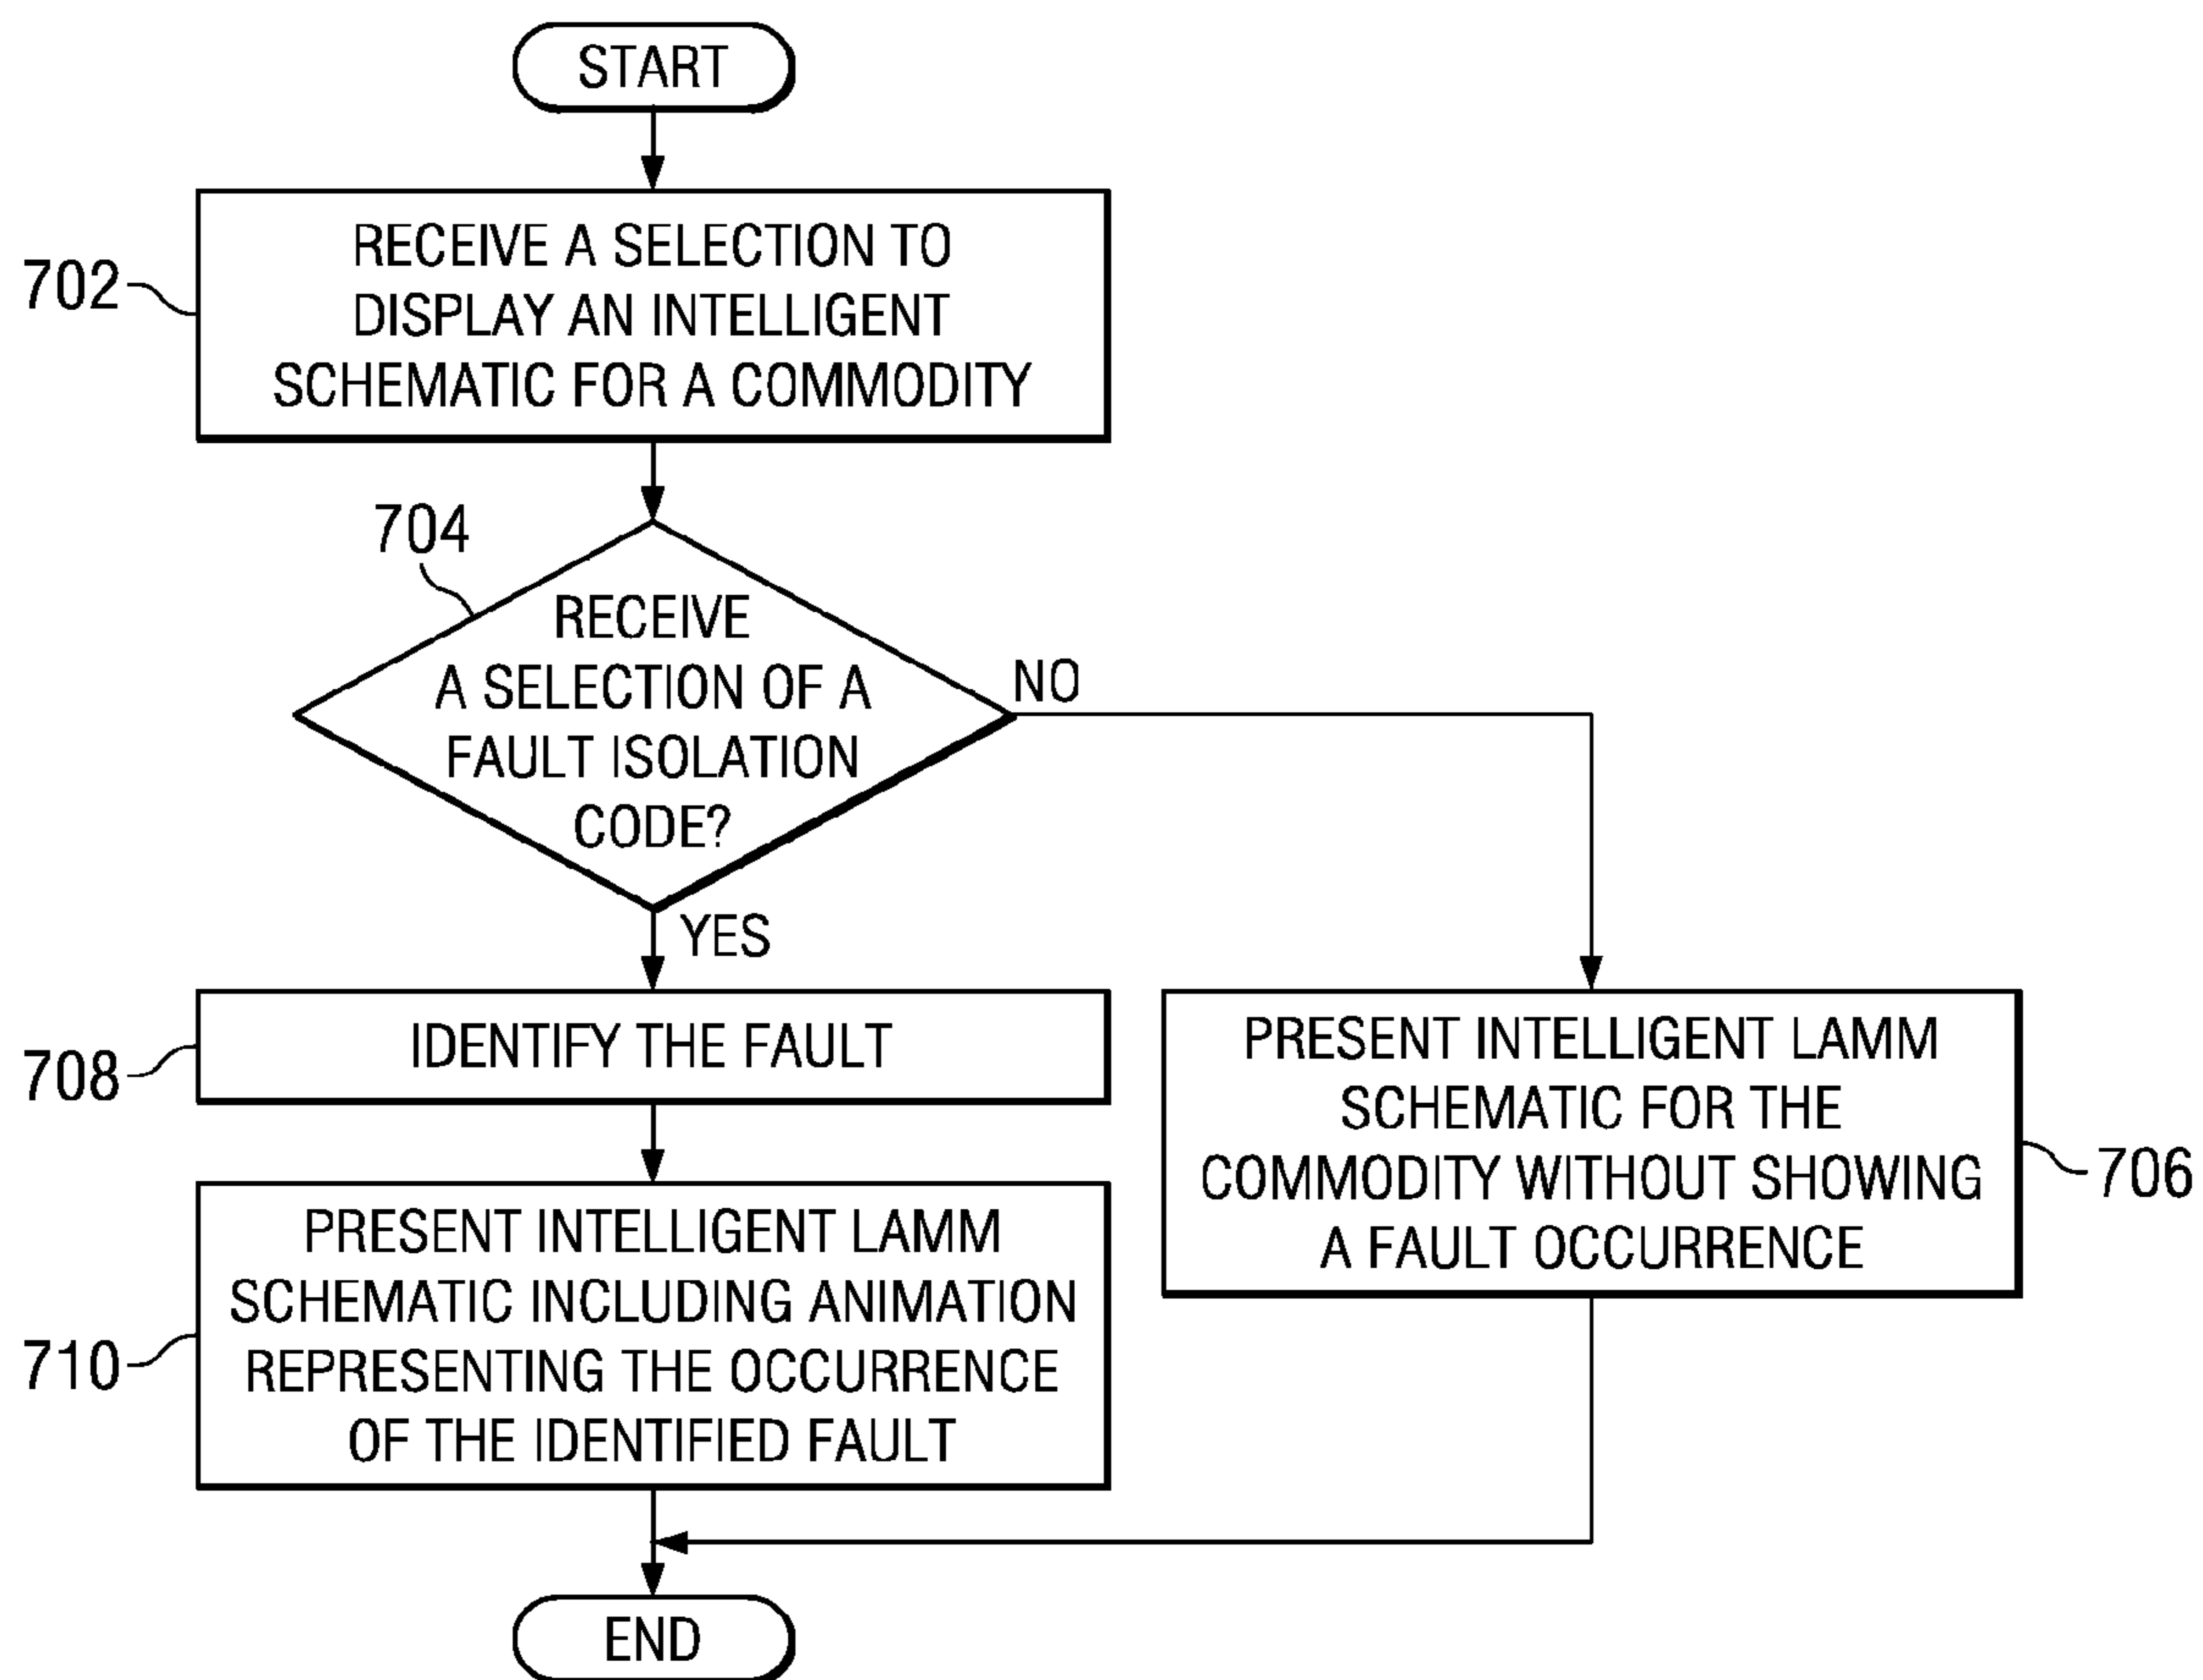 START
702
RECEIVE A SELECTION TO
DISPLAY AN INTELLIGENT
SCHEMATIC FOR A COMMODITY
704
RECEIVE
A SELECTION OF A
FAULT ISOLATION
CODE?
NO
YES
708
IDENTIFY THE FAULT
PRESENT INTELLIGENT LAMM
SCHEMATIC FOR THE
COMMODITY WITHOUT SHOWING
A FAULT OCCURRENCE
706
710
PRESENT INTELLIGENT LAMM
SCHEMATIC INCLUDING ANIMATION
REPRESENTING THE OCCURRENCE
OF THE IDENTIFIED FAULT
END